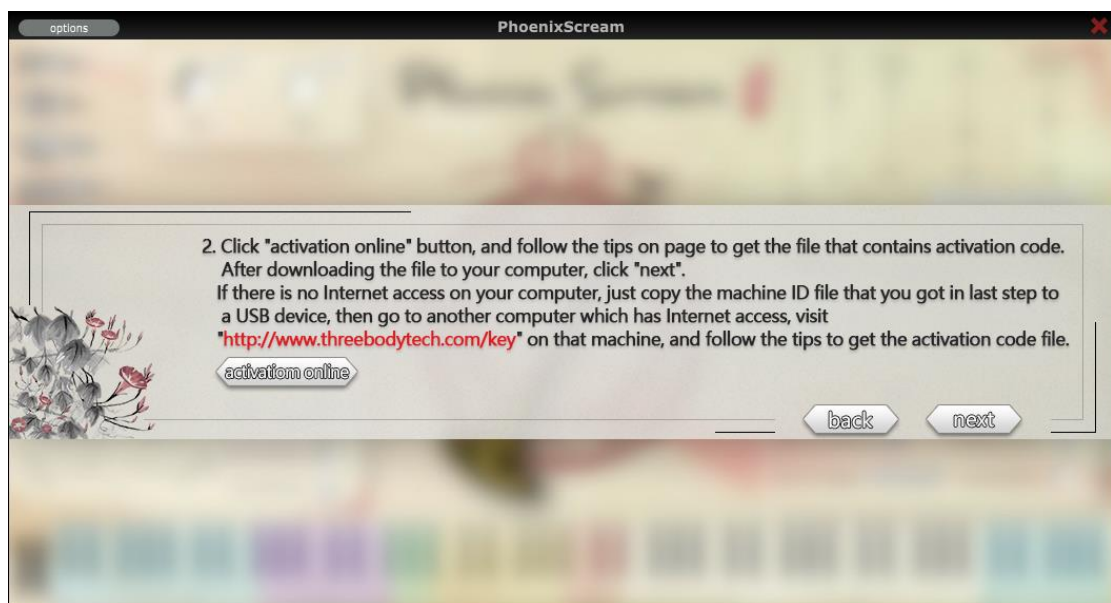 options
PhoenixScream
2. Click "activation online" button, and follow the tips on page to get the file that contains activation code.
After downloading the file to your computer, click "next".
If there is no Internet access on your computer, just copy the machine ID file that you got in last step to
a USB device, then go to another computer which has Internet access, visit
"http://www.threebodytech.com/key" on that machine, and follow the tips to get the activation code file.
activatiom online
back
next